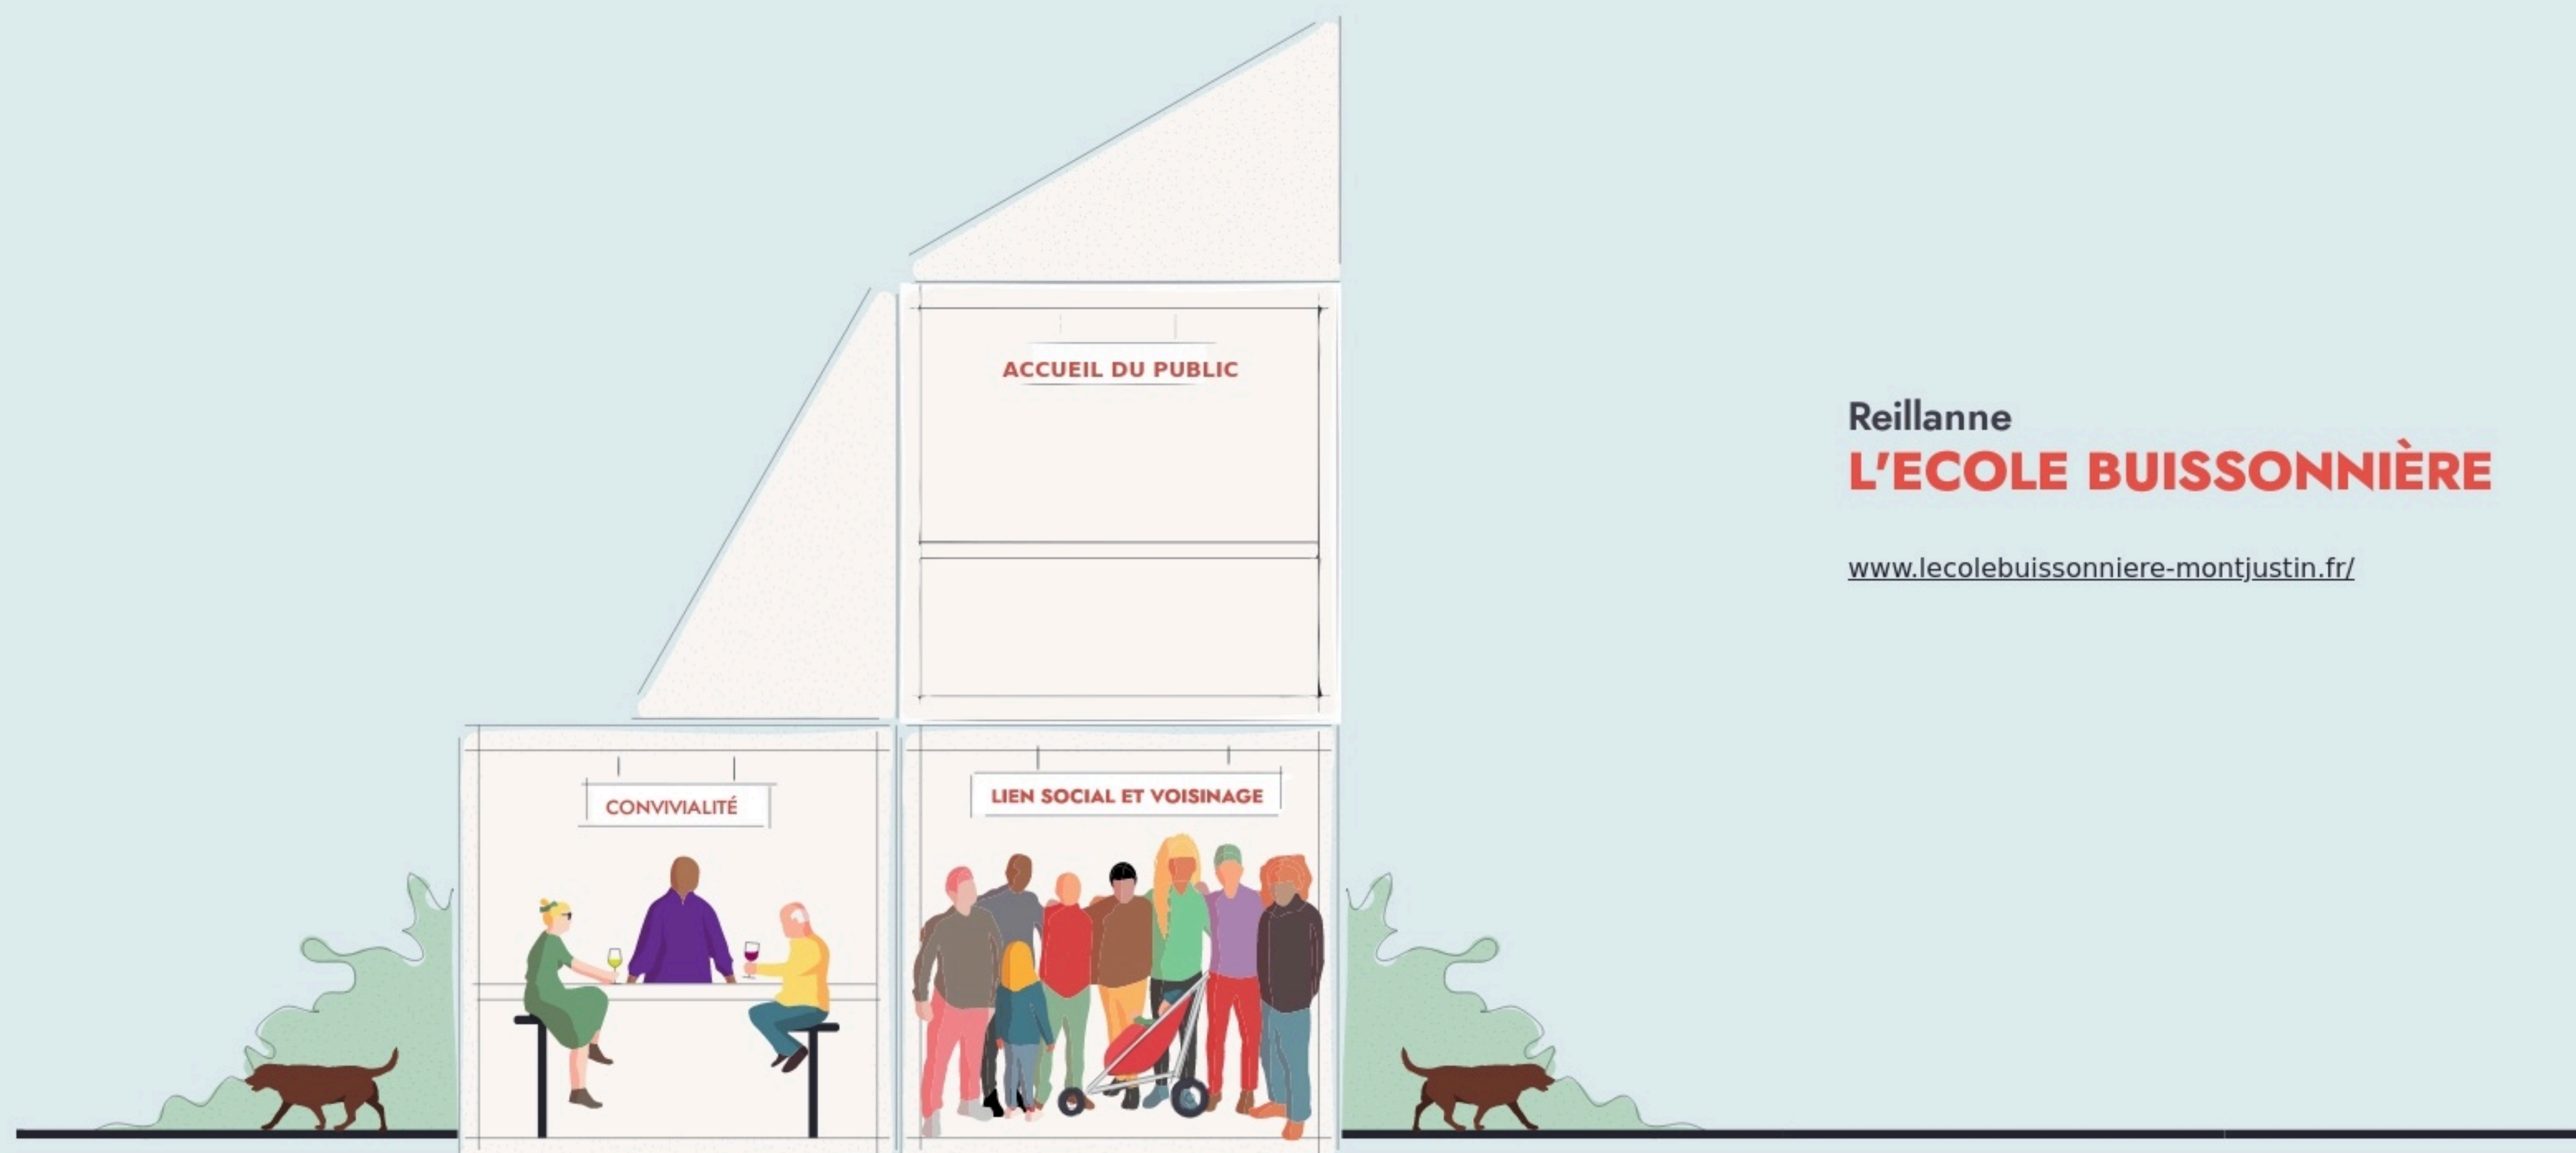 ACCUEIL DU PUBLIC
Reillanne
L'ECOLE BUISSONNIÈRE
www.lecolebuissonniere-montjustin.fr/
CONVIVIALITÉ
LIEN SOCIAL ET VOISINAGE